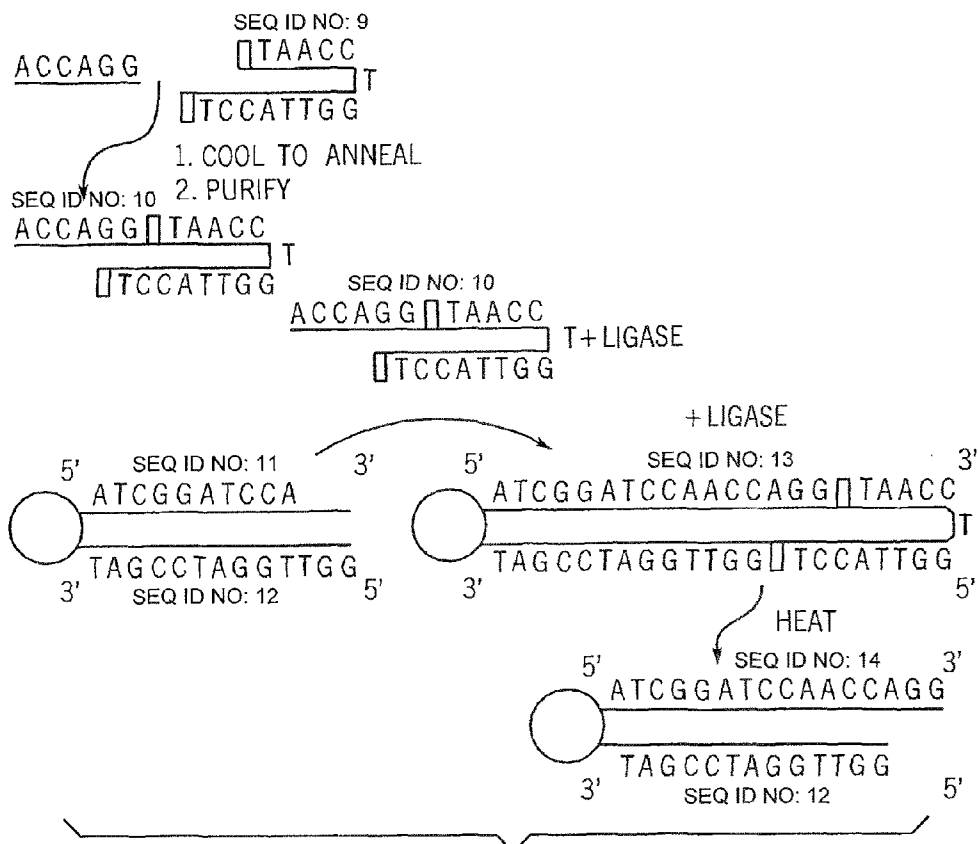 SEQ ID NO: 9
TAACC
ACCAGG
T
TCCATTGG
1. COOL TO ANNEAL
2. PURIFY
SEQ ID NO: 10
ACCAGG TAACC
T
TCCATTGG
SEQ ID NO: 10
ACCAGG TAACC
T + LIGASE
TCCATTGG
+ LIGASE
5' SEQ ID NO: 11 3'
ATCGGATCCA
TAGCCTAGGTTGG
3' SEQ ID NO: 12 5'
5' SEQ ID NO: 13 3'
ATCGGATCCAACCAGG TAACC
T
TAGCCTAGGTTGG TCCATTGG
3' 5'
HEAT
5' SEQ ID NO: 14 3'
ATCGGATCCAACCAGG
TAGCCTAGGTTGG
3' SEQ ID NO: 12 5'